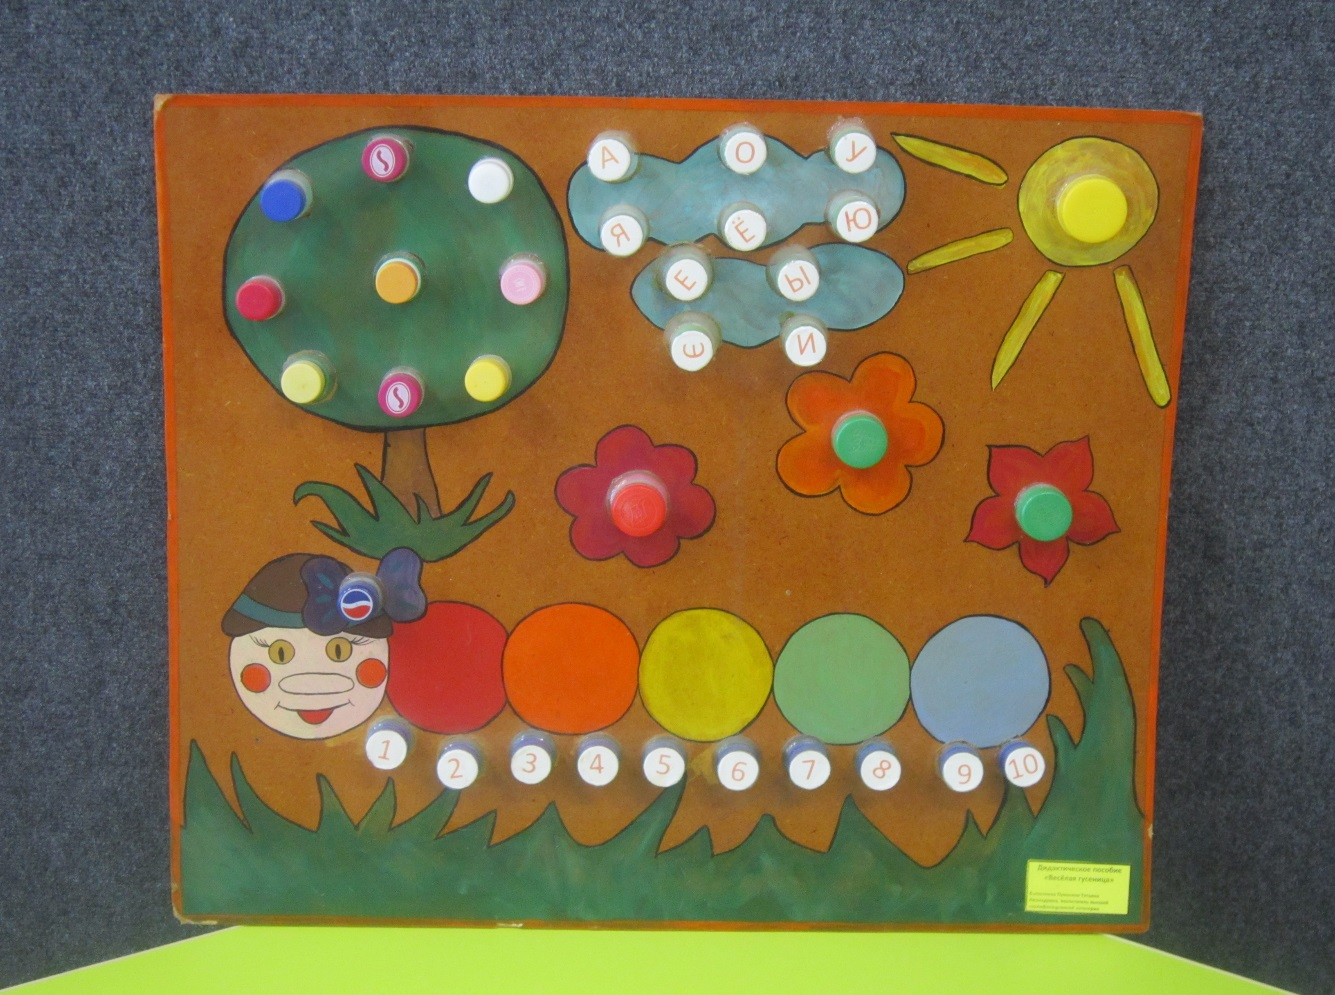 А О У
Я Ё Ю
Е Ы
Э И
1 2 3 4 5 6 7 8 9 10
Дидактическое пособие
«Весёлая гусеница»